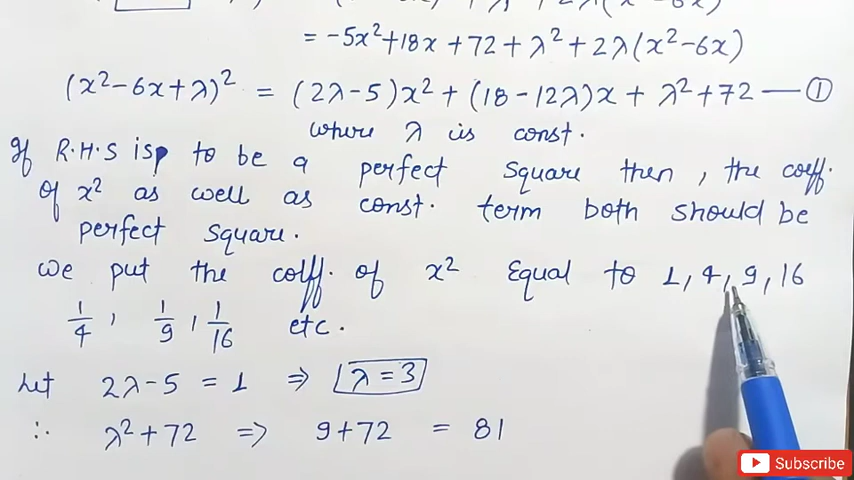 = -5x²+18x+72+λ²+2λ(x²-6x)
(x²-6x+λ)² = (2λ-5)x²+(18-12λ)x+λ²+72 — ①
where λ is const.
If R.H.S is to be a perfect square then, the coeff.
of x² as well as const. term both should be
perfect square.
we put the coeff. of x² Equal to 1, 4, 9, 16
1/4, 1/9, 1/16 etc.
Let 2λ-5 = 1 ⇒ λ=3
∴ λ²+72 ⇒ 9+72 = 81
Subscribe